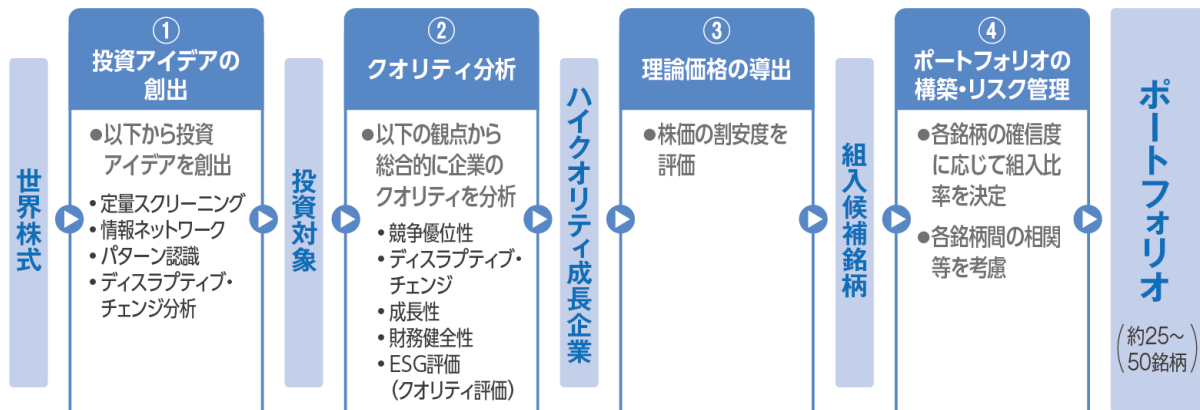 世界株式
①
投資アイデアの
創出
●以下から投資
アイデアを創出
•定量スクリーニング
•情報ネットワーク
•パターン認識
•ディスラプティブ・
チェンジ分析
投資対象
②
クオリティ分析
●以下の観点から
総合的に企業の
クオリティを分析
•競争優位性
•ディスラプティブ・
チェンジ
•成長性
•財務健全性
•ESG評価
(クオリティ評価)
ハイクオリティ成長企業
③
理論価格の導出
●株価の割安度を
評価
組入候補銘柄
④
ポートフォリオの
構築・リスク管理
●各銘柄の確信度
に応じて組入比
率を決定
●各銘柄間の相関
等を考慮
ポートフォリオ
(約25～
50銘柄)